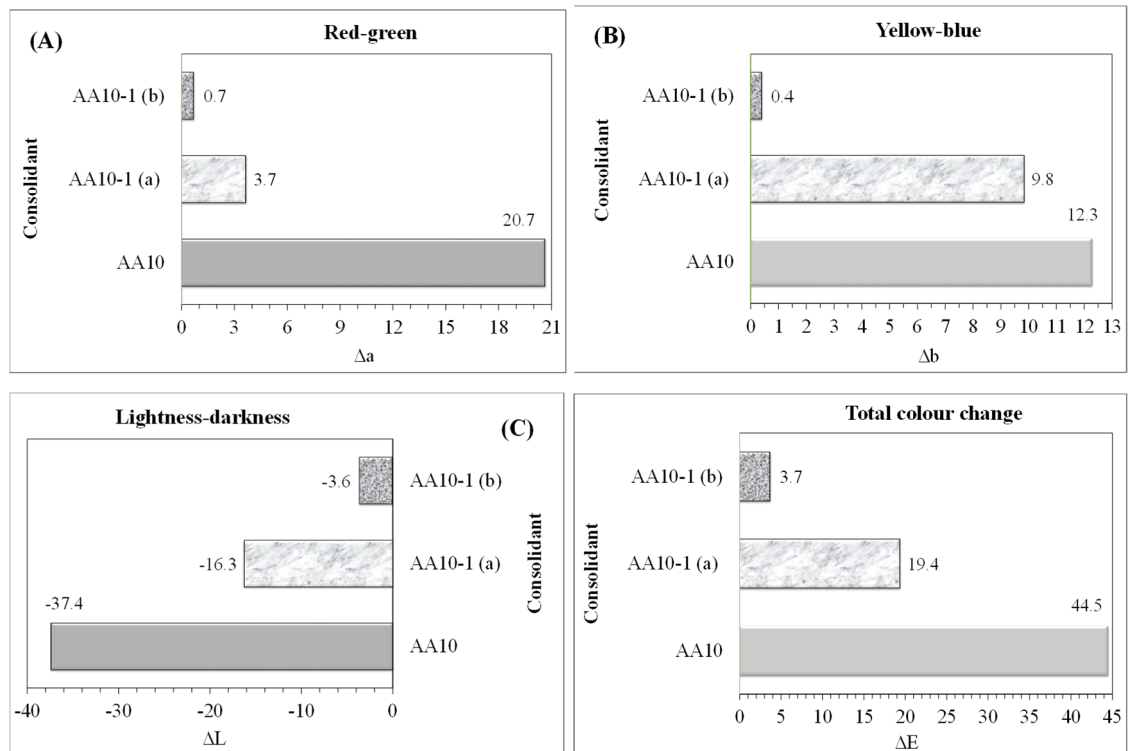 (A)
Red-green
Consolidant
AA10-1 (b)
0.7
AA10-1 (a)
3.7
20.7
AA10
0 3 6 9 12 15 18 21
Δa
(B)
Yellow-blue
Consolidant
AA10-1 (b)
0.4
AA10-1 (a)
9.8
12.3
AA10
0 1 2 3 4 5 6 7 8 9 10 11 12 13
Δb
Lightness-darkness
(C)
-3.6
AA10-1 (b)
-16.3
AA10-1 (a)
-37.4
AA10
Consolidant
-40 -30 -20 -10 0
ΔL
Total colour change
Consolidant
AA10-1 (b)
3.7
AA10-1 (a)
19.4
44.5
AA10
0 5 10 15 20 25 30 35 40 45
ΔE